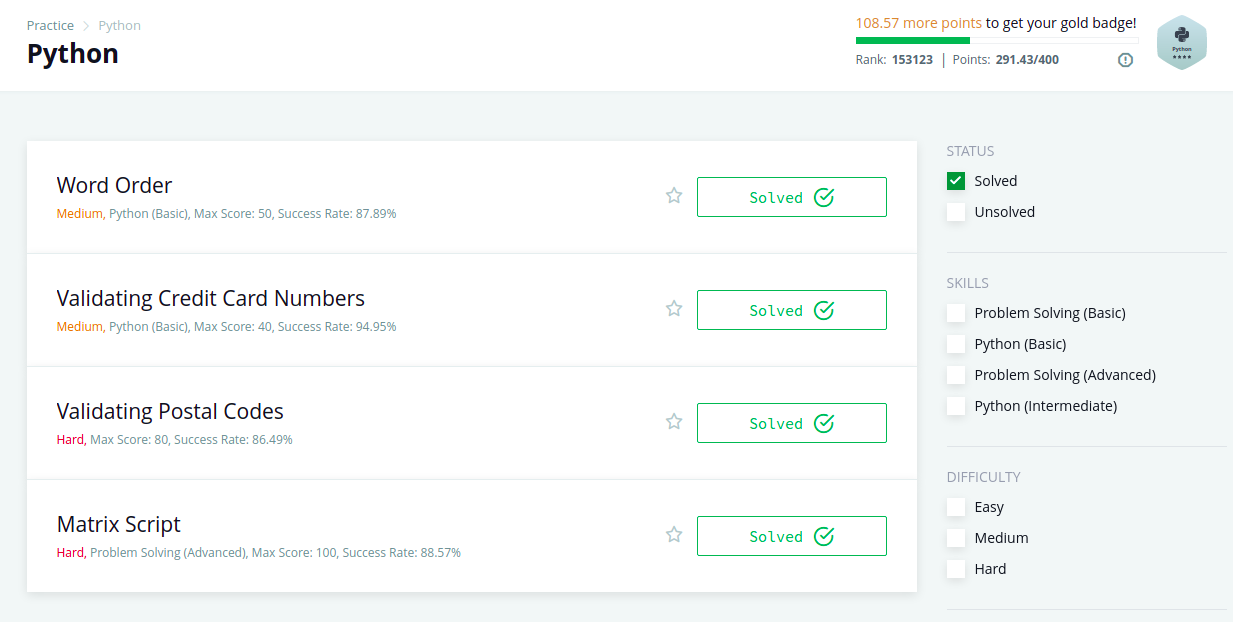 Practice > Python
Python
108.57 more points to get your gold badge!
Rank: 153123 | Points: 291.43/400
Python
Word Order
Medium, Python (Basic), Max Score: 50, Success Rate: 87.89%
Solved
Validating Credit Card Numbers
Medium, Python (Basic), Max Score: 40, Success Rate: 94.95%
Solved
Validating Postal Codes
Hard, Max Score: 80, Success Rate: 86.49%
Solved
Matrix Script
Hard, Problem Solving (Advanced), Max Score: 100, Success Rate: 88.57%
Solved
STATUS
Solved
Unsolved
SKILLS
Problem Solving (Basic)
Python (Basic)
Problem Solving (Advanced)
Python (Intermediate)
DIFFICULTY
Easy
Medium
Hard